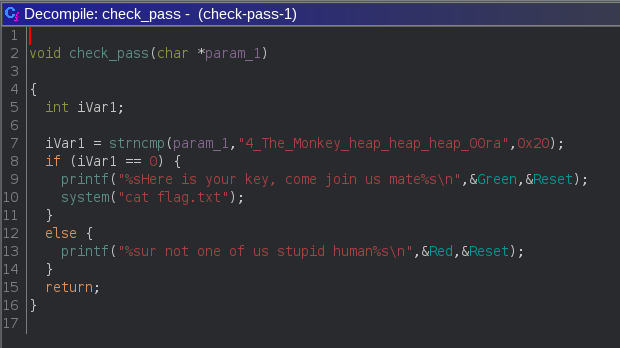 Decompile: check_pass - (check-pass-1)
1
2 void check_pass(char *param_1)
3
4 {
5   int iVar1;
6
7   iVar1 = strncmp(param_1,"4_The_Monkey_heap_heap_heap_OOra",0x20);
8   if (iVar1 == 0) {
9     printf("%sHere is your key, come join us mate%s\n",&Green,&Reset);
10     system("cat flag.txt");
11   }
12   else {
13     printf("%sur not one of us stupid human%s\n",&Red,&Reset);
14   }
15   return;
16 }
17